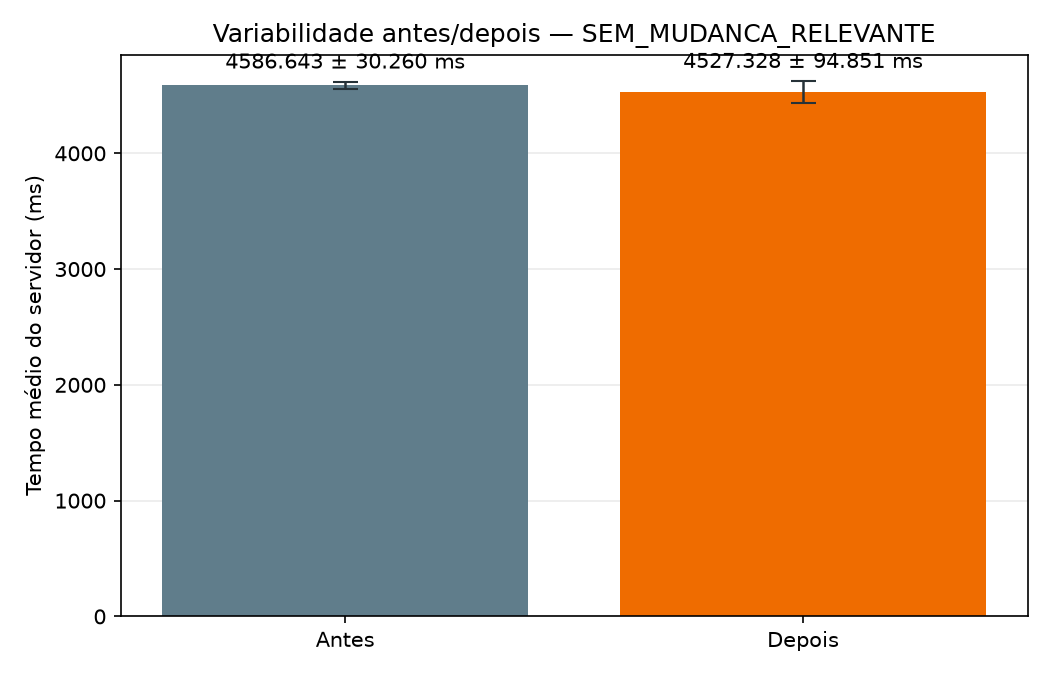 Variabilidade antes/depois — SEM_MUDANCA_RELEVANTE
4586.643 ± 30.260 ms
4527.328 ± 94.851 ms
Tempo médio do servidor (ms)
4000
3000
2000
1000
0
Antes
Depois